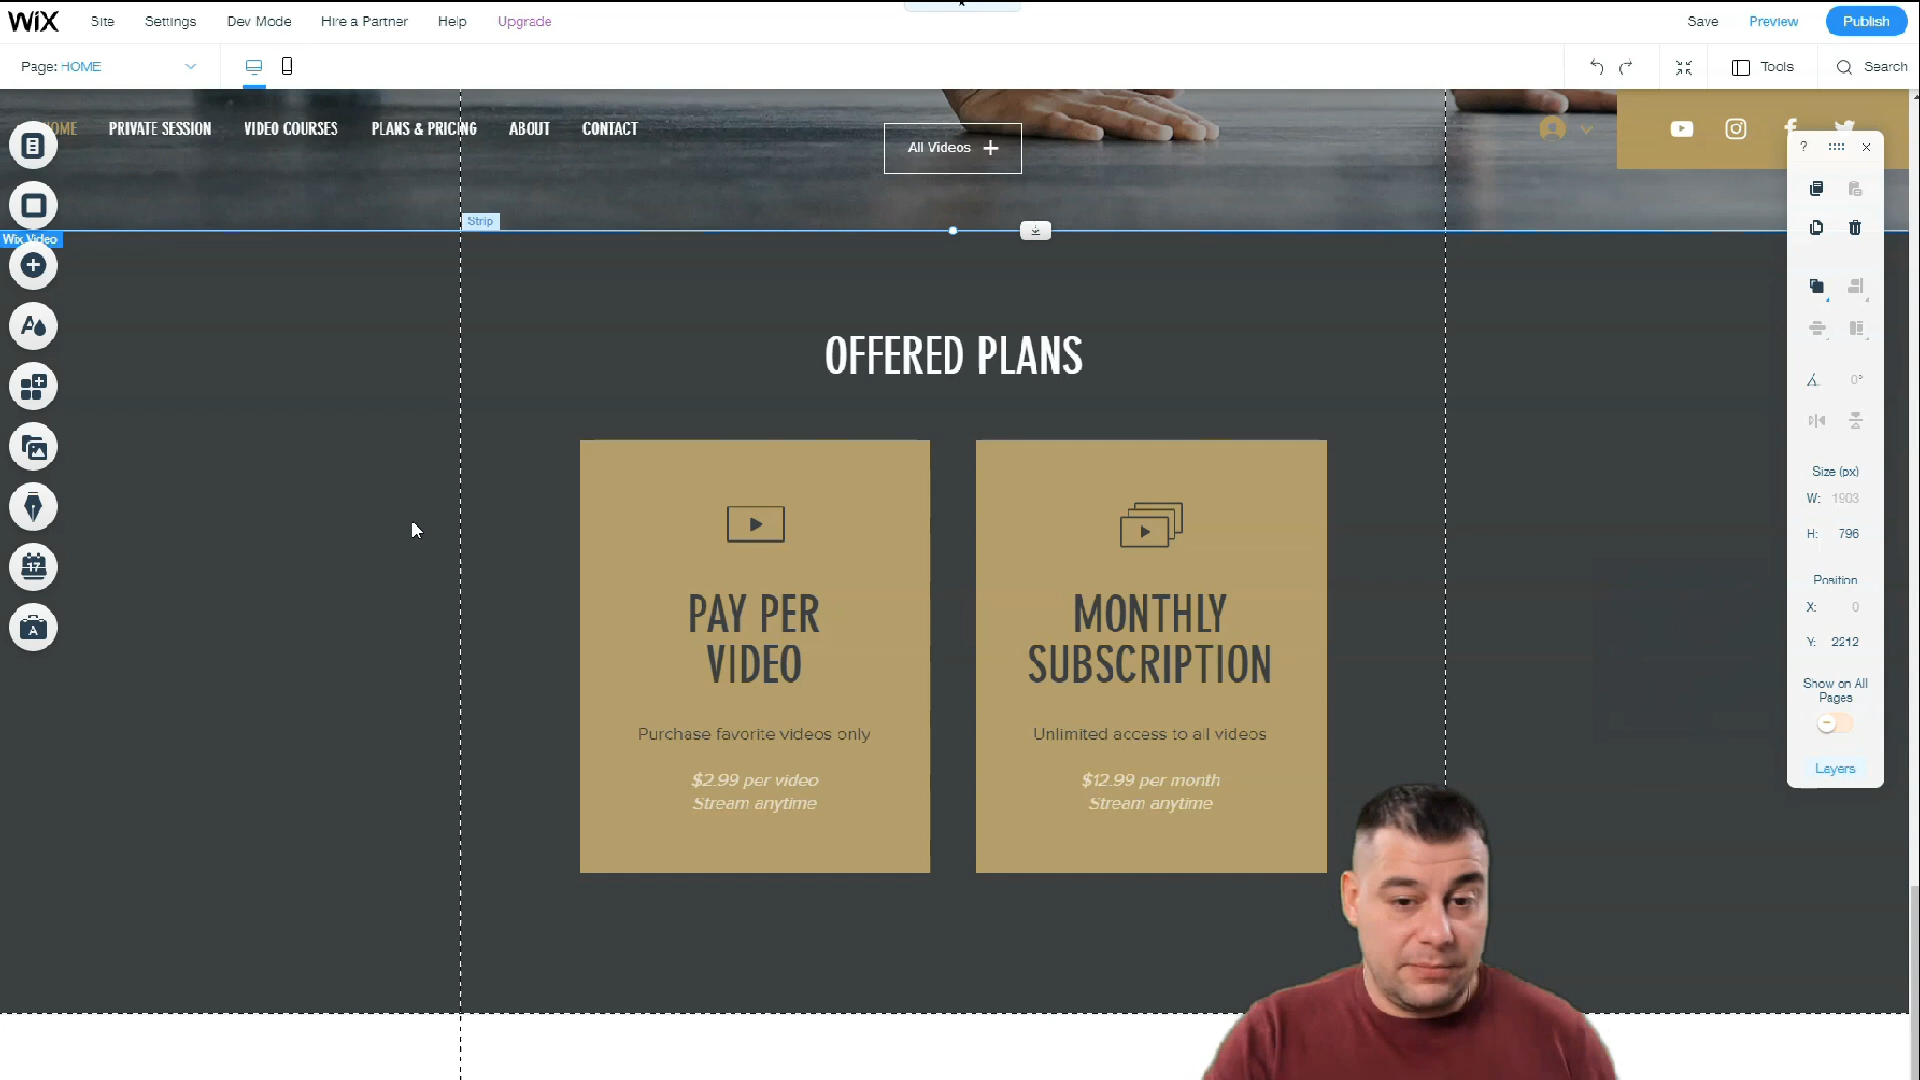 WiX Site Settings Dev Mode Hire a Partner Help Upgrade Save Preview Publish
Page: HOME Tools Search
HOME PRIVATE SESSION VIDEO COURSES PLANS & PRICING ABOUT CONTACT
All Videos +
Strip
Wix Video
OFFERED PLANS
PAY PER
VIDEO
Purchase favorite videos only
$2.99 per video
Stream anytime
MONTHLY
SUBSCRIPTION
Unlimited access to all videos
$12.99 per month
Stream anytime
17
A
?
0°
Size (px)
W: 1903
H: 796
Position
X: 0
Y: 2212
Show on All
Pages
Layers